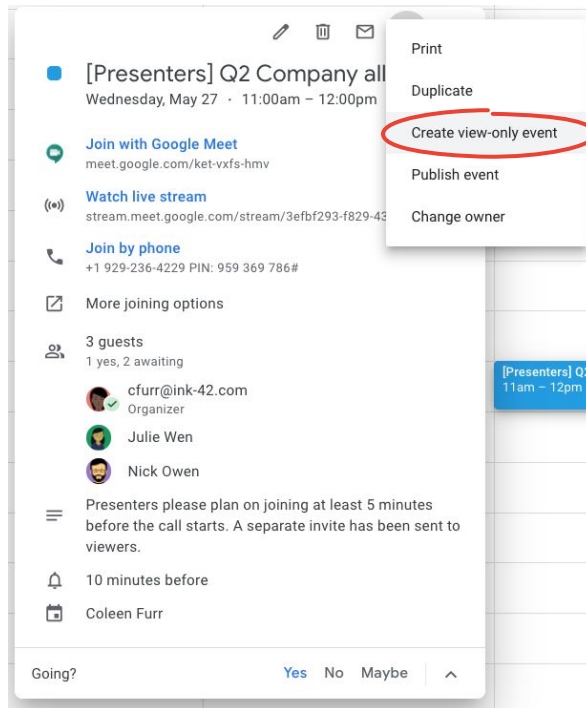 [Presenters] Q2 Company all
Wednesday, May 27 · 11:00am – 12:00pm
Print
Duplicate
Create view-only event
Publish event
Change owner
Join with Google Meet
meet.google.com/ket-vxfs-hmv
Watch live stream
stream.meet.google.com/stream/3efbf293-f829-43
Join by phone
+1 929-236-4229 PIN: 959 369 786#
More joining options
3 guests
1 yes, 2 awaiting
cfurr@ink-42.com
Organizer
Julie Wen
Nick Owen
Presenters please plan on joining at least 5 minutes
before the call starts. A separate invite has been sent to
viewers.
10 minutes before
Coleen Furr
Going?
Yes No Maybe
[Presenters] Q2
11am – 12pm